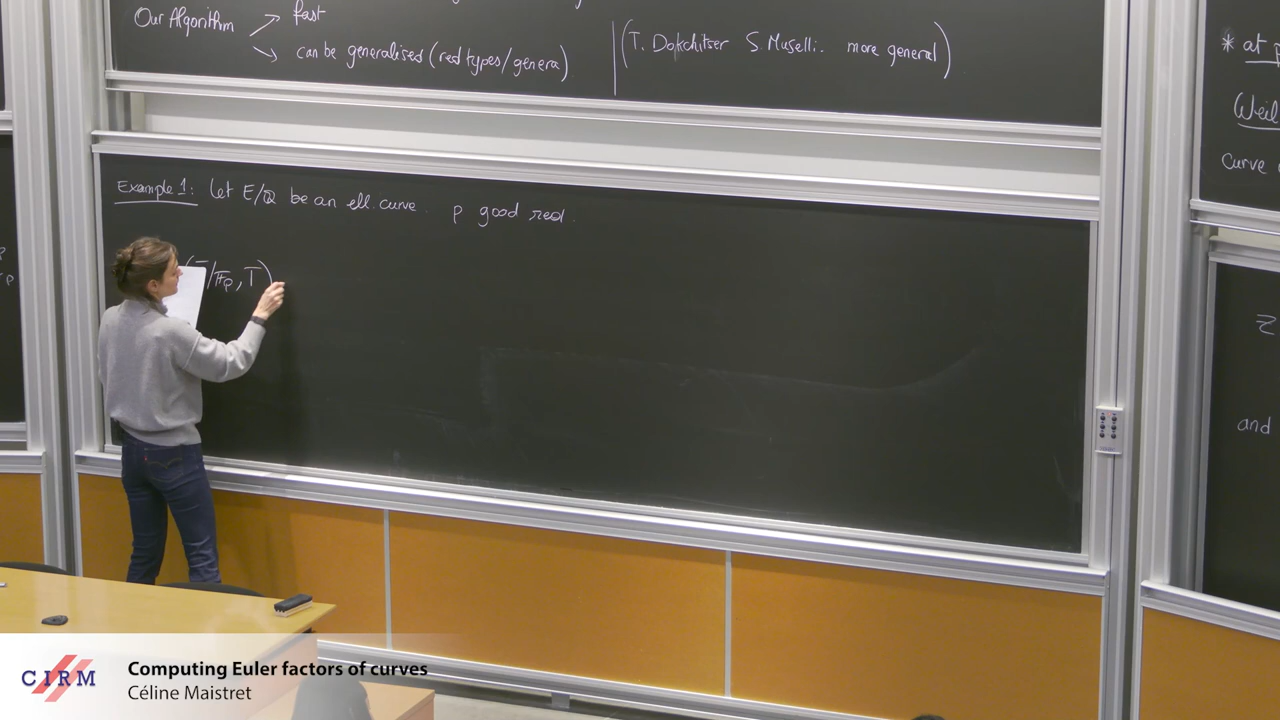 Our Algorithm
fast
can be generalised (red types/genera)
(T. Dokchitser S. Muselli. more general)
Example 1: Let E/Q be an ell. curve. p good red.
/𝔽p, T)
* at
Weil
Curve
and
CIRM
Computing Euler factors of curves
Céline Maistret